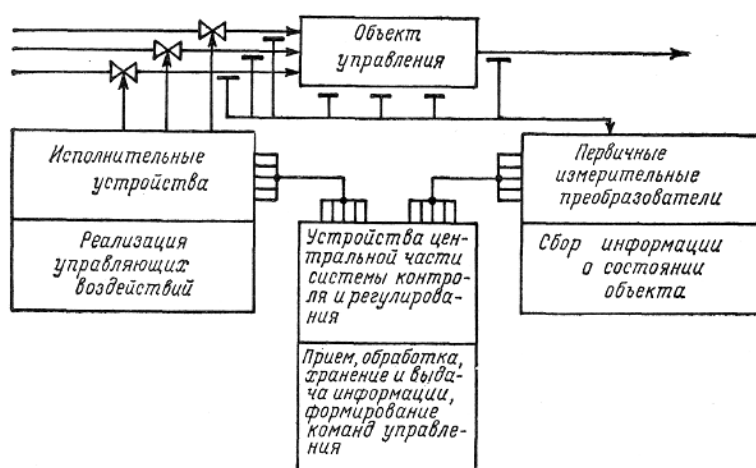 Объект
управления
Исполнительные
устройства
Реализация
управляющих
воздействий
Устройства цен-
тральной части
системы контро-
ля и регулирова-
ния
Прием, обработка,
хранение и выда-
ча информации,
формирование
команд управле-
ния
Первичные
измерительные
преобразователи
Сбор информации
о состоянии
объекта